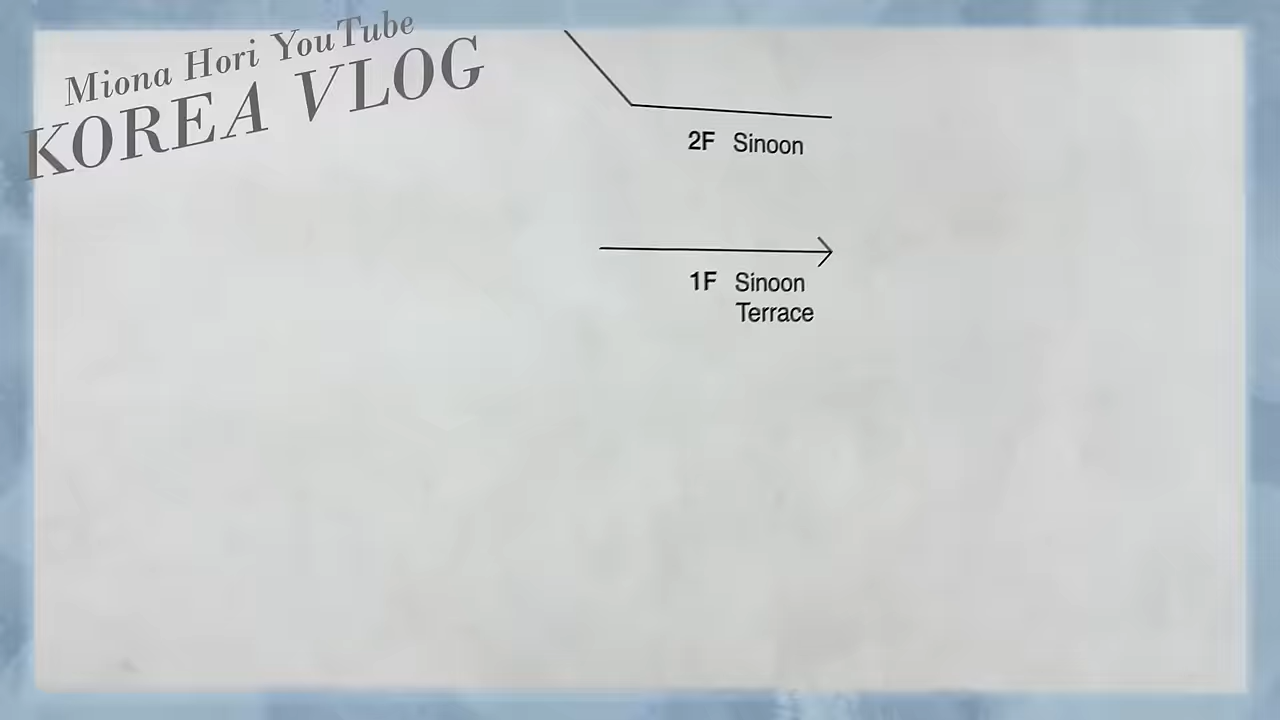 Miona Hori YouTube
KOREA VLOG
2F Sinoon
1F Sinoon
Terrace